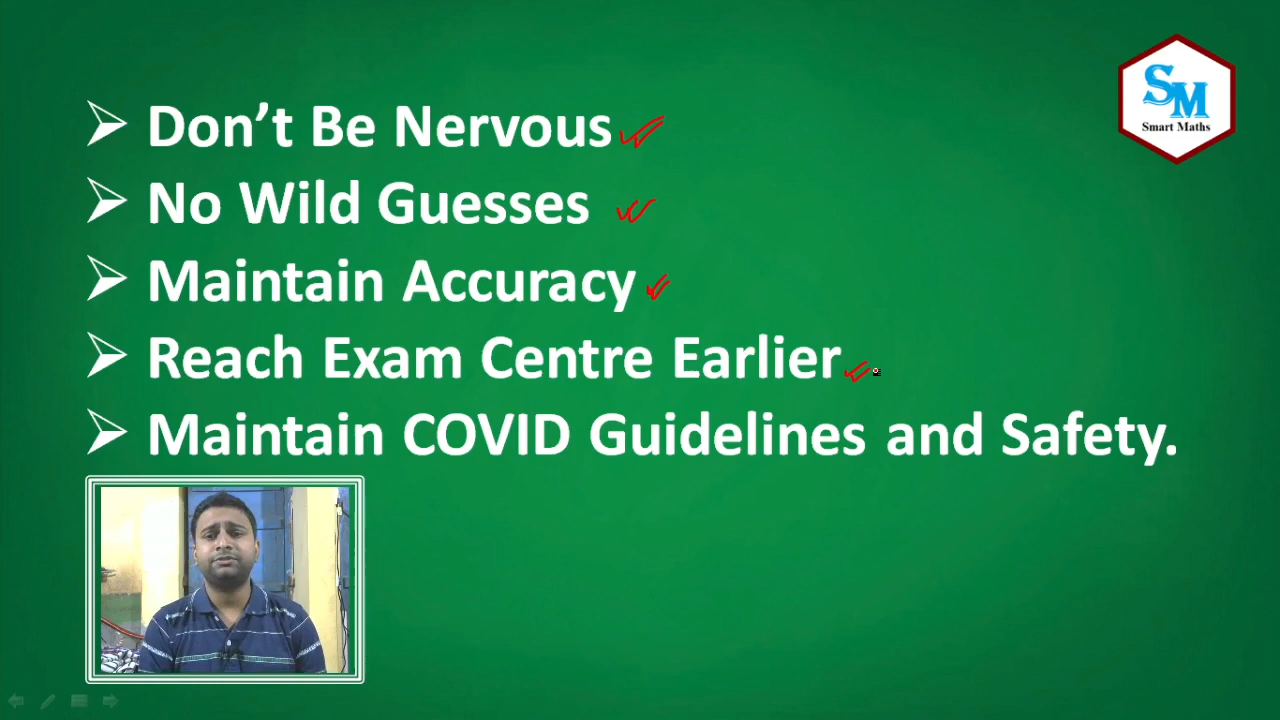 Don't Be Nervous
No Wild Guesses
Maintain Accuracy
Reach Exam Centre Earlier
Maintain COVID Guidelines and Safety.
SM
Smart Maths